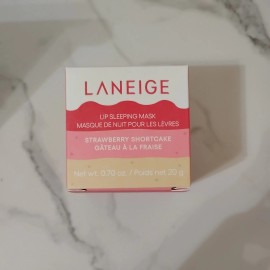 LANEIGE
LIP SLEEPING MASK
MASQUE DE NUIT POUR LES LÈVRES
STRAWBERRY SHORTCAKE
GÂTEAU À LA FRAISE
Net wt. 0.70 oz. / Poids net 20 g